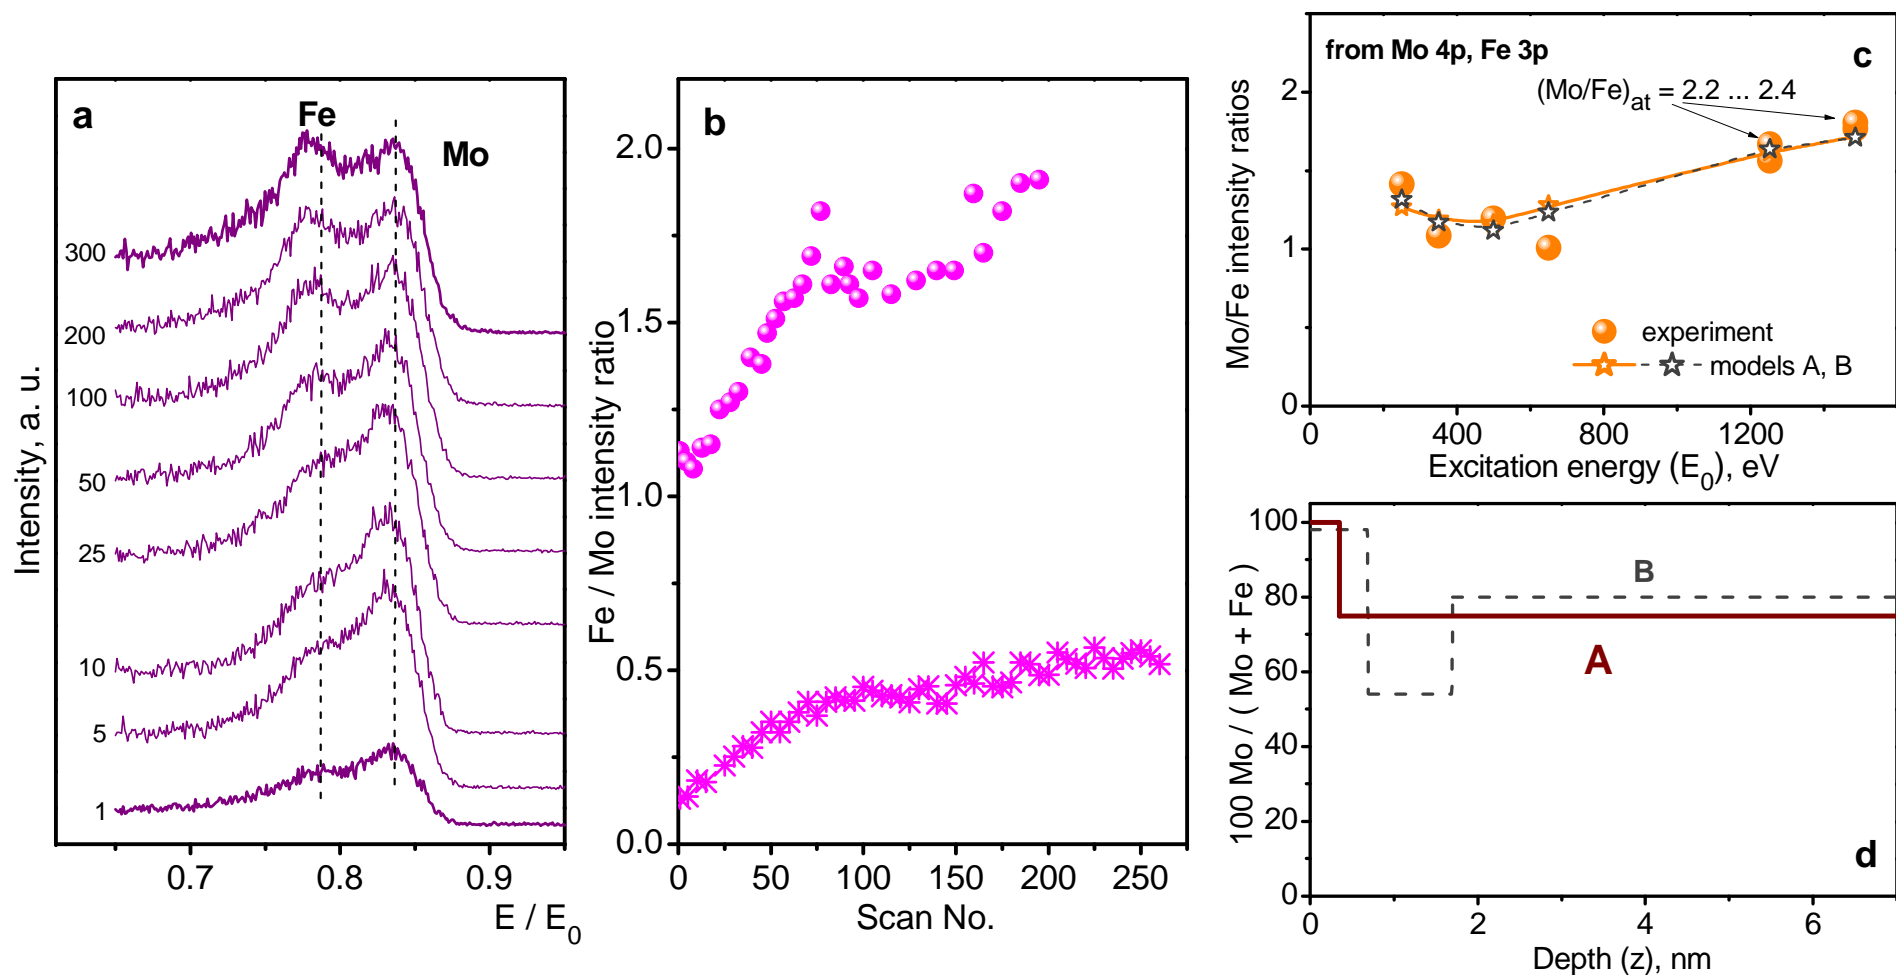 a
Fe
Mo
300
200
100
50
25
10
5
1
Intensity, a. u.
0.7
0.8
0.9
E / E0
b
2.0
1.5
1.0
0.5
0.0
Fe / Mo intensity ratio
0
50
100
150
200
250
Scan No.
from Mo 4p, Fe 3p
c
(Mo/Fe)at = 2.2 ... 2.4
2
1
0
Mo/Fe intensity ratios
experiment
models A, B
0
400
800
1200
Excitation energy (E0), eV
100
80
60
40
20
0
100 Mo / ( Mo + Fe )
B
A
d
0
2
4
6
Depth (z), nm